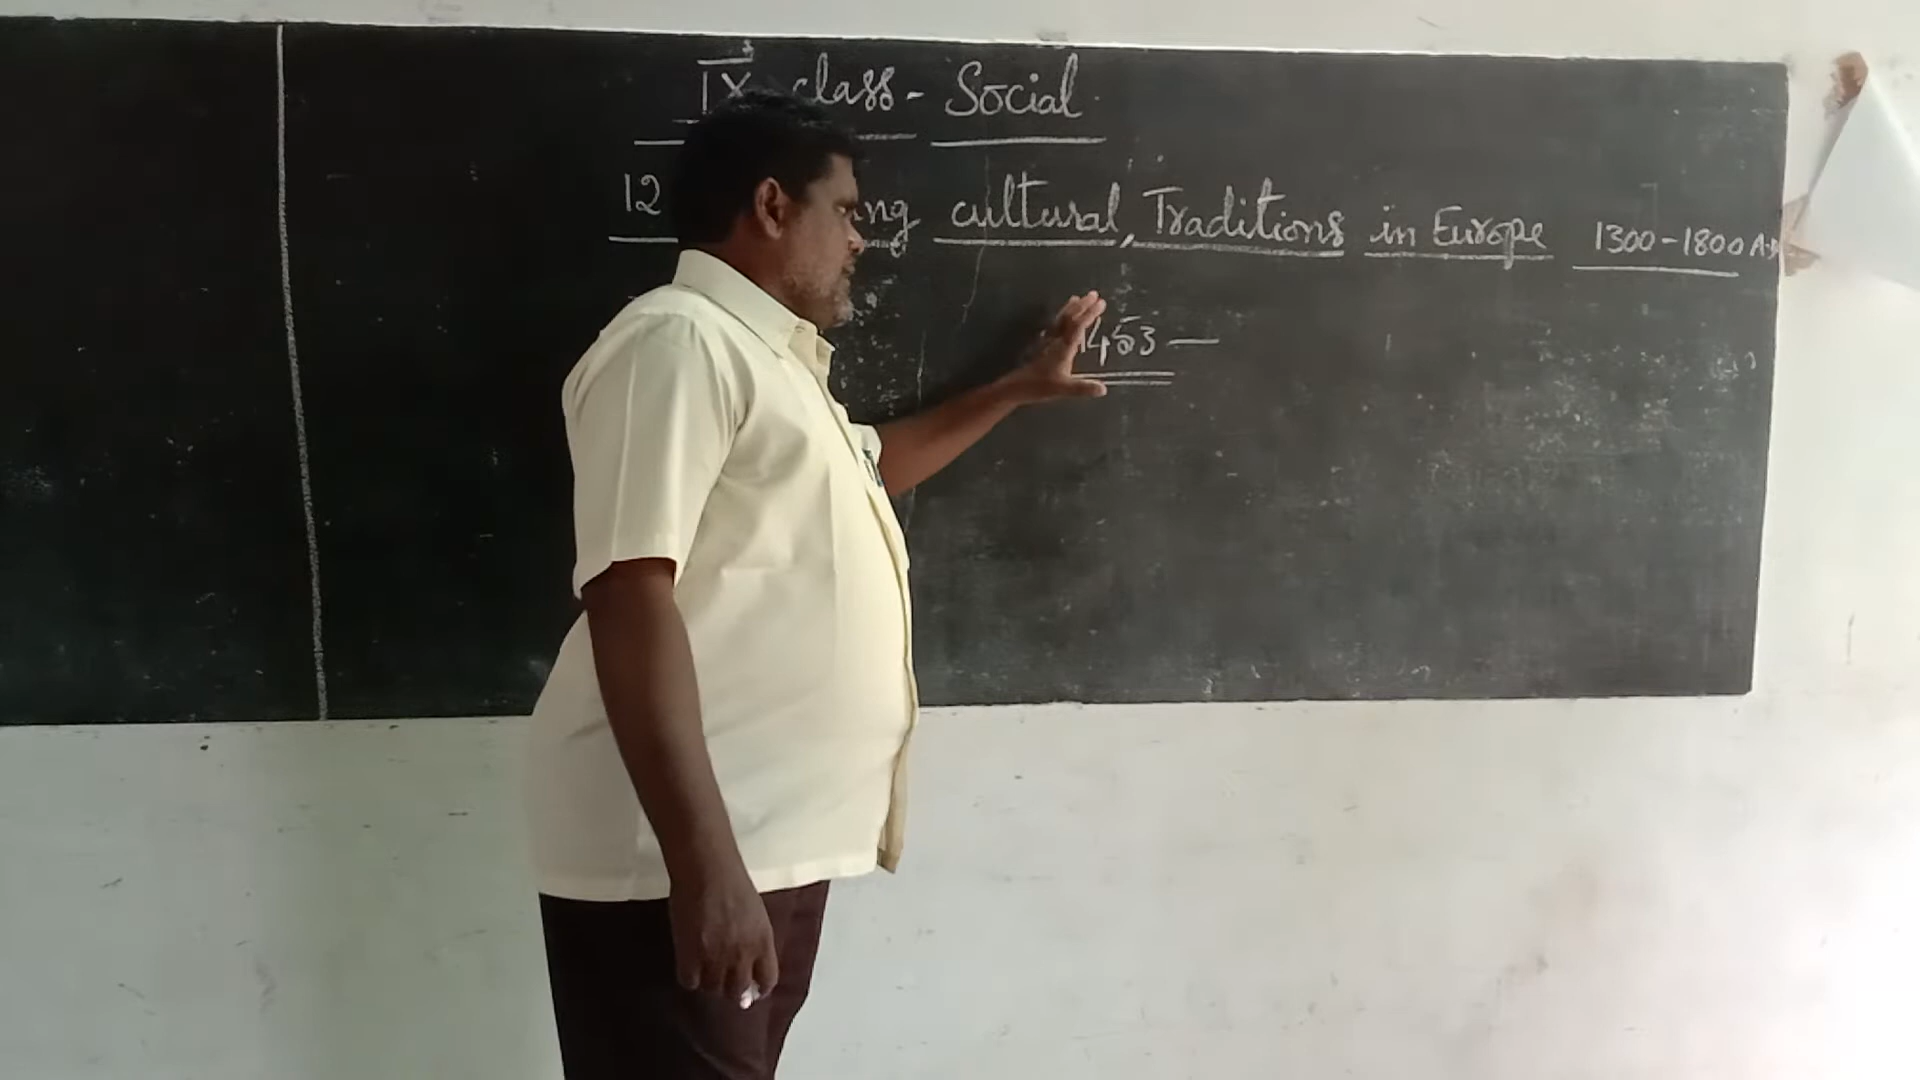 IX class - Social
12 ng cultural, Traditions in Europe 1300-1800 A.D
1453 —